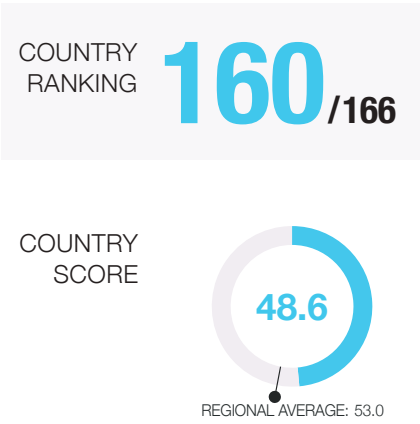 COUNTRY
RANKING
160/166
COUNTRY
SCORE
48.6
REGIONAL AVERAGE: 53.0